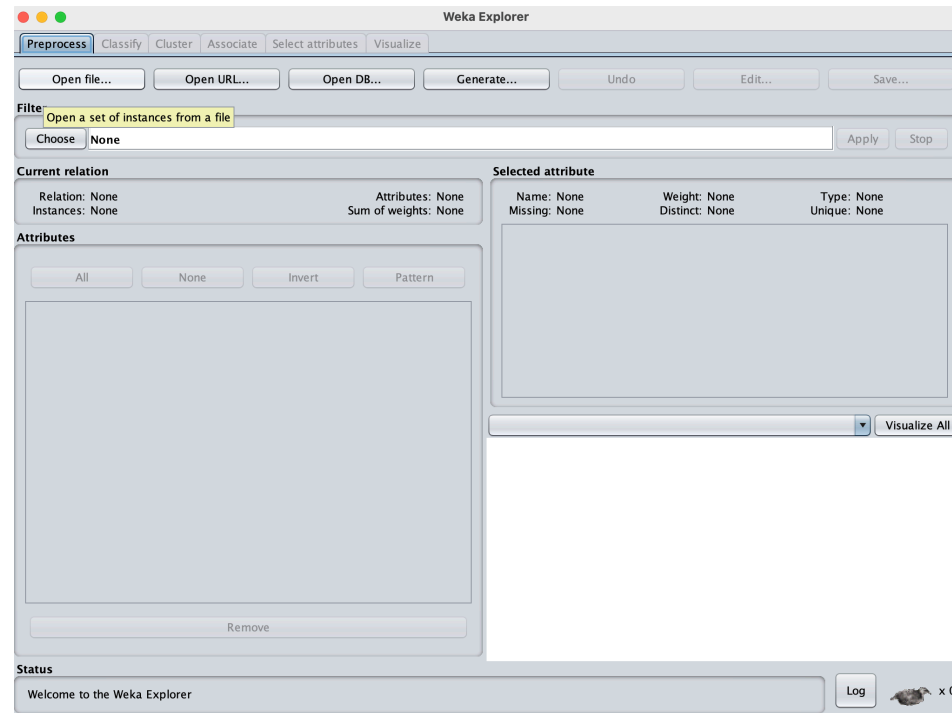 Weka Explorer
Preprocess Classify Cluster Associate Select attributes Visualize
Open file... Open URL... Open DB... Generate... Undo Edit... Save...
Filte
Open a set of instances from a file
Choose None Apply Stop
Current relation
Relation: None Attributes: None
Instances: None Sum of weights: None
Selected attribute
Name: None Weight: None Type: None
Missing: None Distinct: None Unique: None
Attributes
All None Invert Pattern
Remove
Visualize All
Status
Welcome to the Weka Explorer
Log x 0